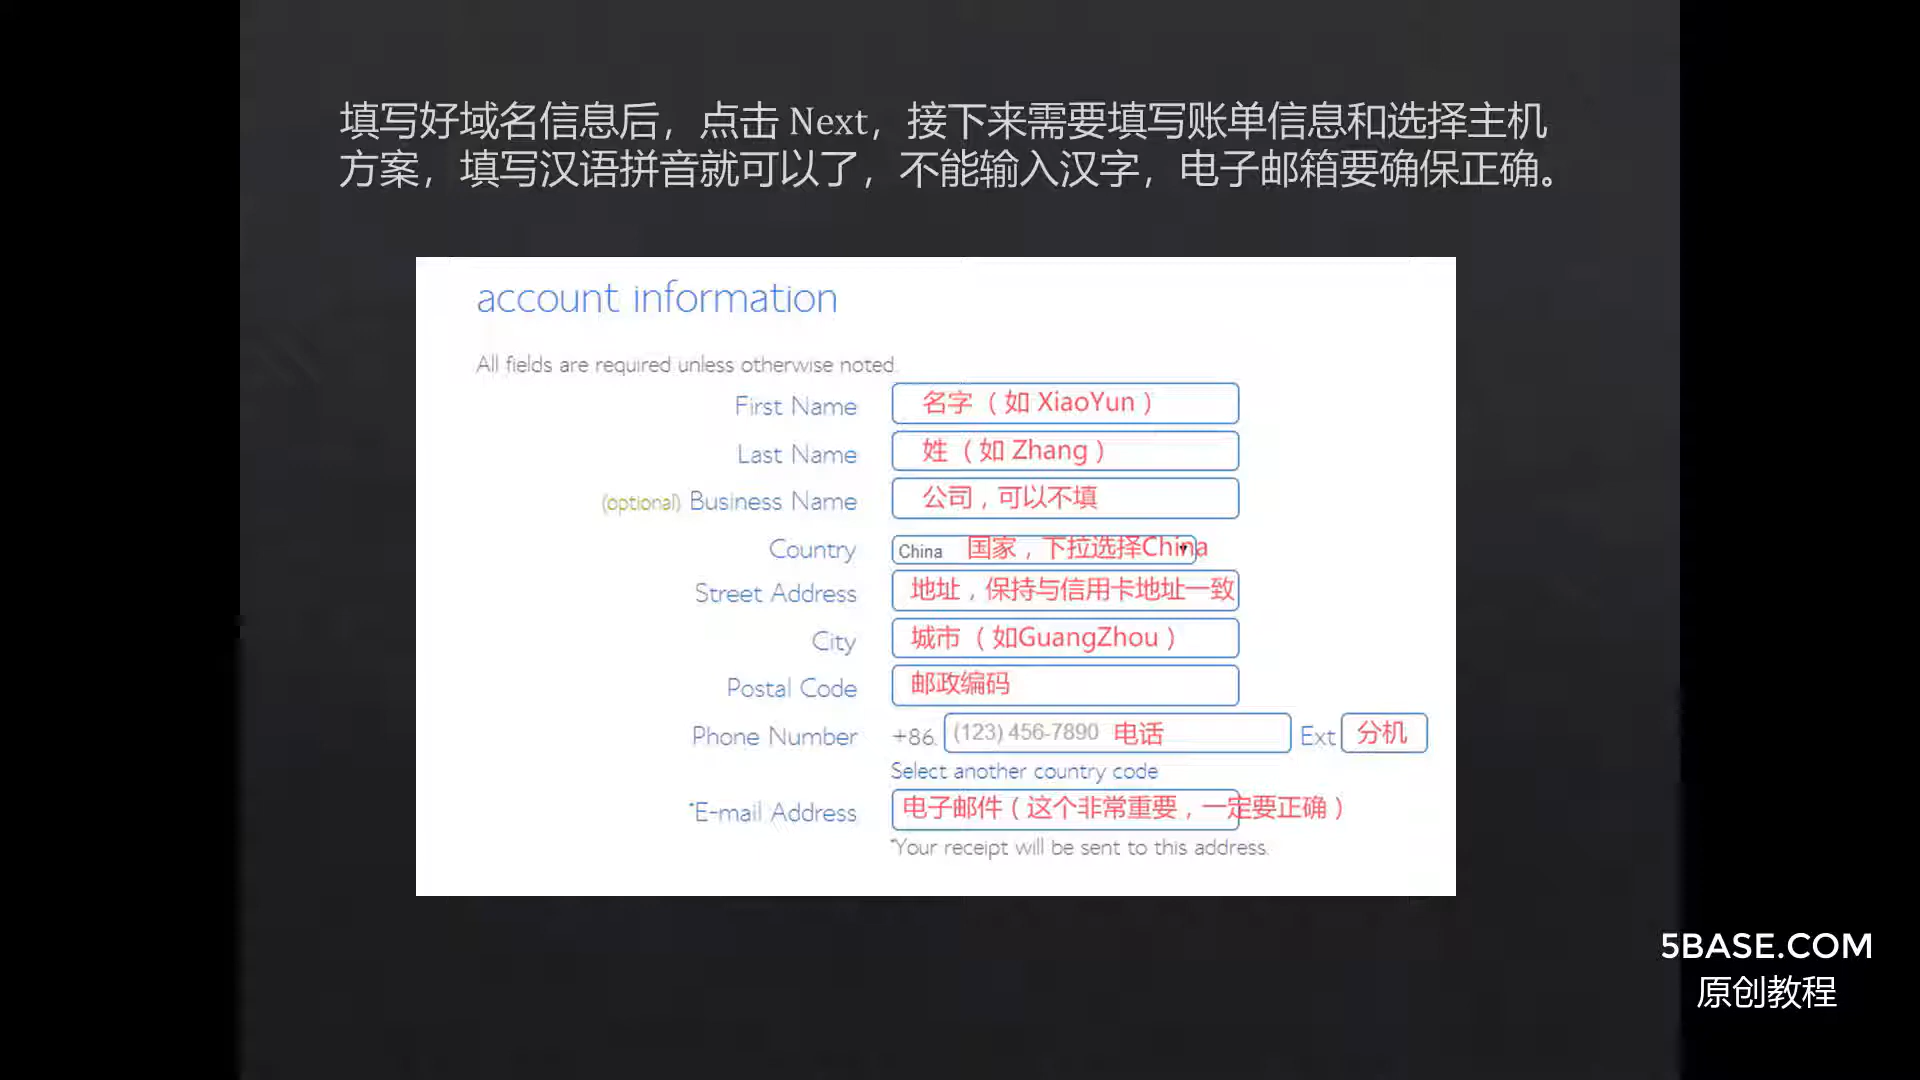 填写好域名信息后，点击 Next，接下来需要填写账单信息和选择主机
方案，填写汉语拼音就可以了，不能输入汉字，电子邮箱要确保正确。
account information
All fields are required unless otherwise noted.
First Name 名字（如 XiaoYun）
Last Name 姓（如 Zhang）
(optional) Business Name 公司，可以不填
Country China 国家，下拉选择China
Street Address 地址，保持与信用卡地址一致
City 城市（如GuangZhou）
Postal Code 邮政编码
Phone Number +86. (123) 456-7890 电话 Ext 分机
Select another country code
*E-mail Address 电子邮件（这个非常重要，一定要正确）
*Your receipt will be sent to this address.
5BASE.COM
原创教程